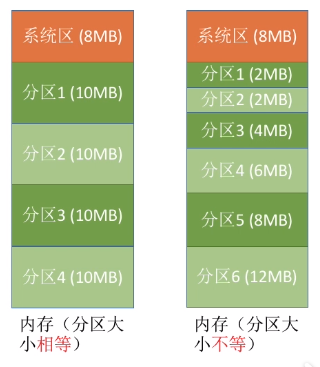 系统区 (8MB)
分区1 (10MB)
分区2 (10MB)
分区3 (10MB)
分区4 (10MB)
内存（分区大
小相等）
系统区 (8MB)
分区1 (2MB)
分区2 (2MB)
分区3 (4MB)
分区4 (6MB)
分区5 (8MB)
分区6 (12MB)
内存（分区大
小不等）